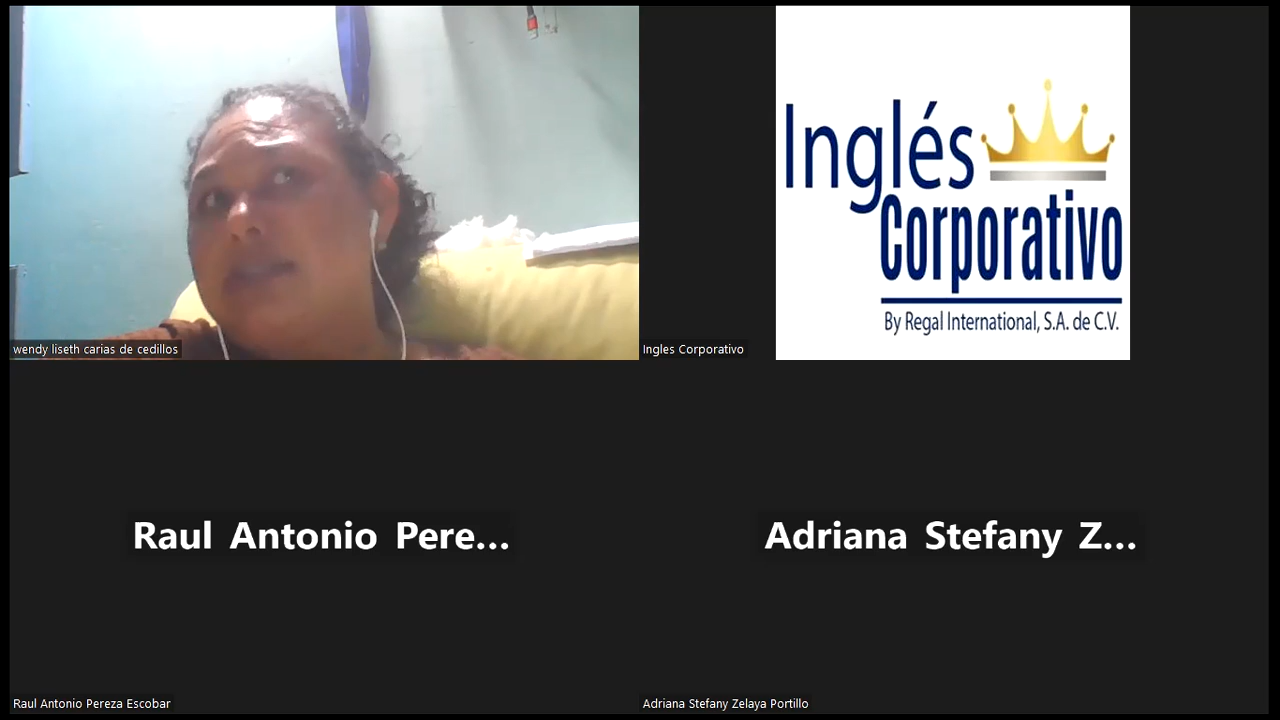 Inglés
Corporativo
By Regal International, S.A. de C.V.
wendy liseth carias de cedillos
Ingles Corporativo
Raul Antonio Pere...
Adriana Stefany Z...
Raul Antonio Pereza Escobar
Adriana Stefany Zelaya Portillo